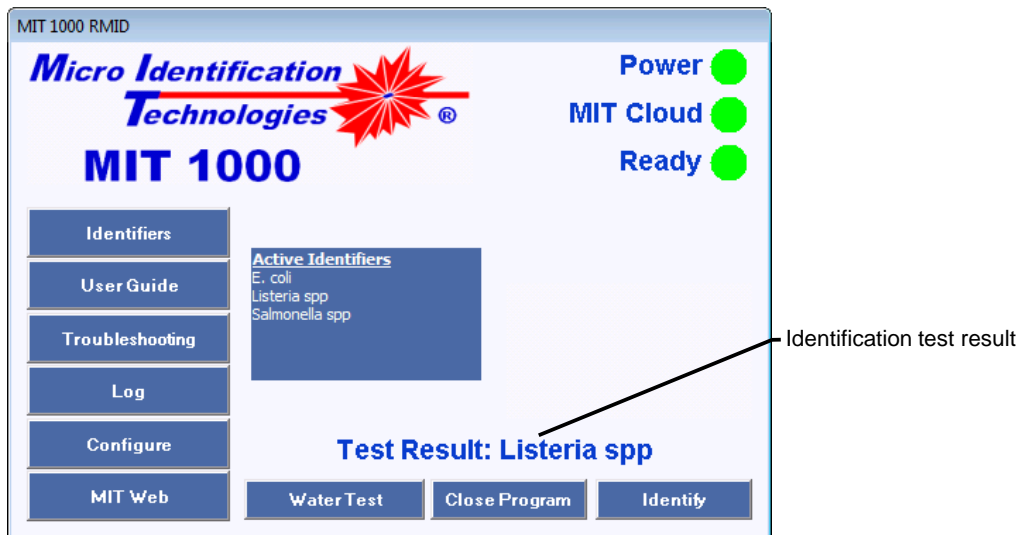 MIT 1000 RMID
Micro Identification
Technologies ®
MIT 1000
Power
MIT Cloud
Ready
Identifiers
User Guide
Troubleshooting
Log
Configure
MIT Web
Active Identifiers
E. coli
Listeria spp
Salmonella spp
Identification test result
Test Result: Listeria spp
Water Test
Close Program
Identify